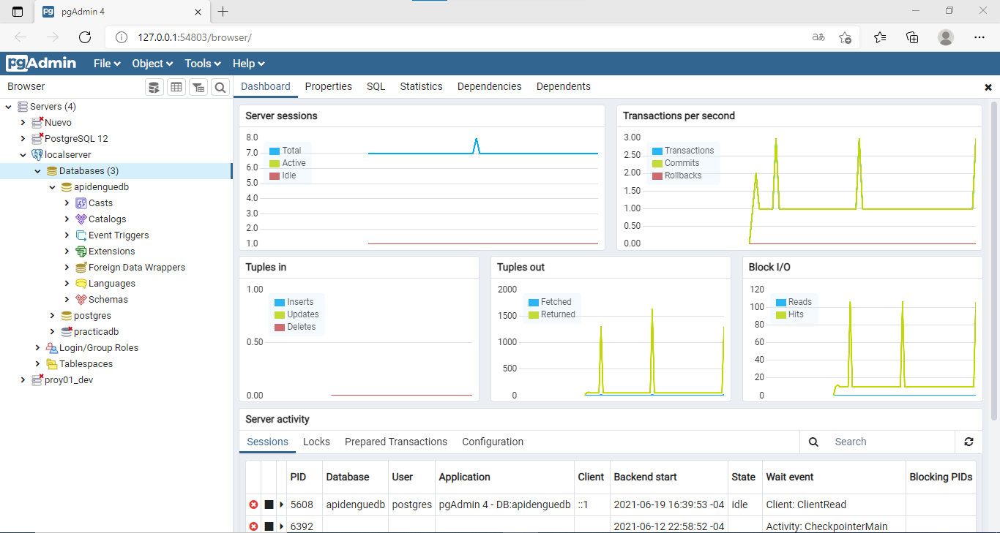 pgAdmin 4
127.0.0.1:54803/browser/
aあ
pgAdmin File Object Tools Help
Browser
Dashboard Properties SQL Statistics Dependencies Dependents
Servers (4)
Nuevo
PostgreSQL 12
localserver
Databases (3)
apidenguedb
Casts
Catalogs
Event Triggers
Extensions
Foreign Data Wrappers
Languages
Schemas
postgres
practicadb
Login/Group Roles
Tablespaces
proy01_dev
Server sessions
8.0
7.0
6.0
5.0
4.0
3.0
2.0
1.0
Total
Active
Idle
Transactions per second
3.00
2.50
2.00
1.50
1.00
0.50
0.00
Transactions
Commits
Rollbacks
Tuples in
1.00
0.50
0.00
Inserts
Updates
Deletes
Tuples out
2000
1500
1000
500
0
Fetched
Returned
Block I/O
120
100
80
60
40
20
0
Reads
Hits
Server activity
Sessions Locks Prepared Transactions Configuration
Search
PID Database User Application Client Backend start State Wait event Blocking PIDs
5608 apidenguedb postgres pgAdmin 4 - DB:apidenguedb ::1 2021-06-19 16:39:53 -04 idle Client: ClientRead
6392 2021-06-12 22:58:52 -04 Activity: CheckpointerMain